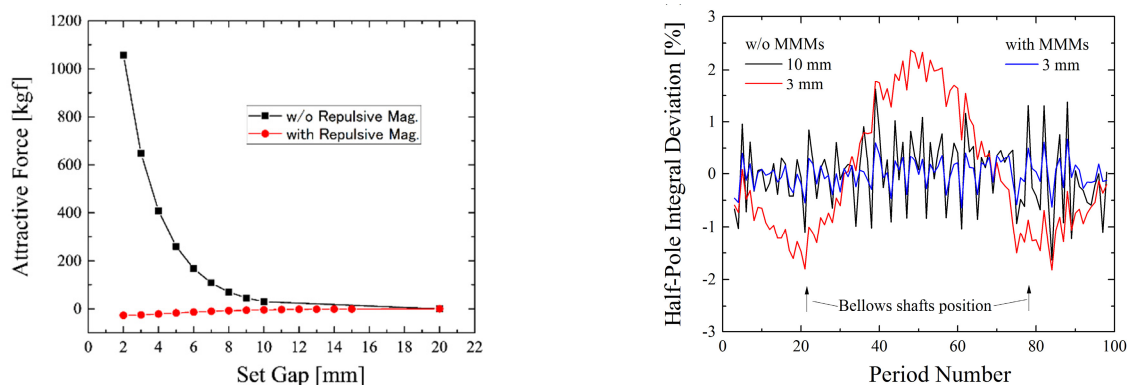 1200
1000
800
600
400
200
0
Attractive Force [kgf]
w/o Repulsive Mag.
with Repulsive Mag.
0 2 4 6 8 10 12 14 16 18 20 22
Set Gap [mm]
3
2
1
0
-1
-2
-3
Half-Pole Integral Deviation [%]
w/o MMMs
10 mm
3 mm
with MMMs
3 mm
Bellows shafts position
0 20 40 60 80 100
Period Number